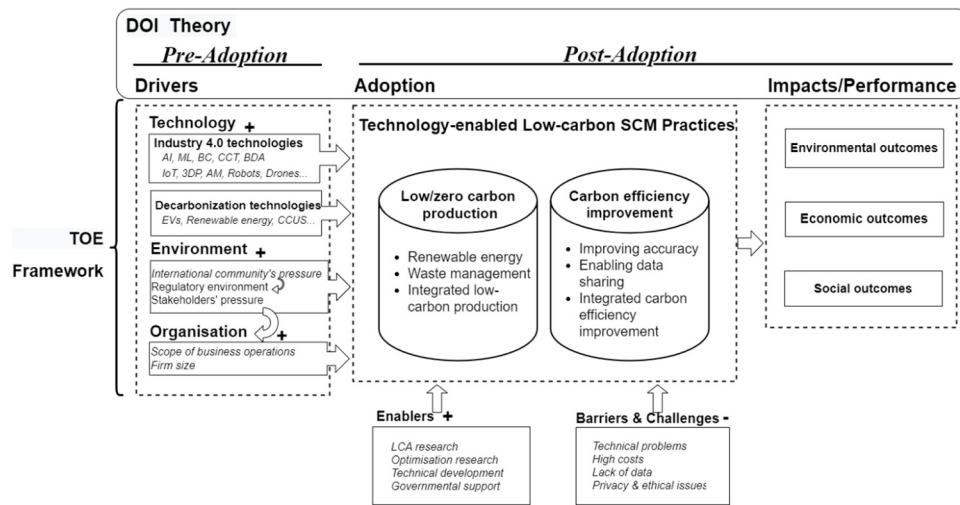 DOI Theory
Pre-Adoption
Post-Adoption
Drivers
Adoption
Impacts/Performance
TOE
Framework
Technology +
Industry 4.0 technologies
AI, ML, BC, CCT, BDA
IoT, 3DP, AM, Robots, Drones...
Decarbonization technologies
EVs, Renewable energy, CCUS...
Environment +
International community's pressure
Regulatory environment
Stakeholders' pressure
Organisation +
Scope of business operations
Firm size
Technology-enabled Low-carbon SCM Practices
Low/zero carbon
production
• Renewable energy
• Waste management
• Integrated low-
carbon production
Carbon efficiency
improvement
• Improving accuracy
• Enabling data
sharing
• Integrated carbon
efficiency
improvement
Environmental outcomes
Economic outcomes
Social outcomes
Enablers +
LCA research
Optimisation research
Technical development
Governmental support
Barriers & Challenges -
Technical problems
High costs
Lack of data
Privacy & ethical issues